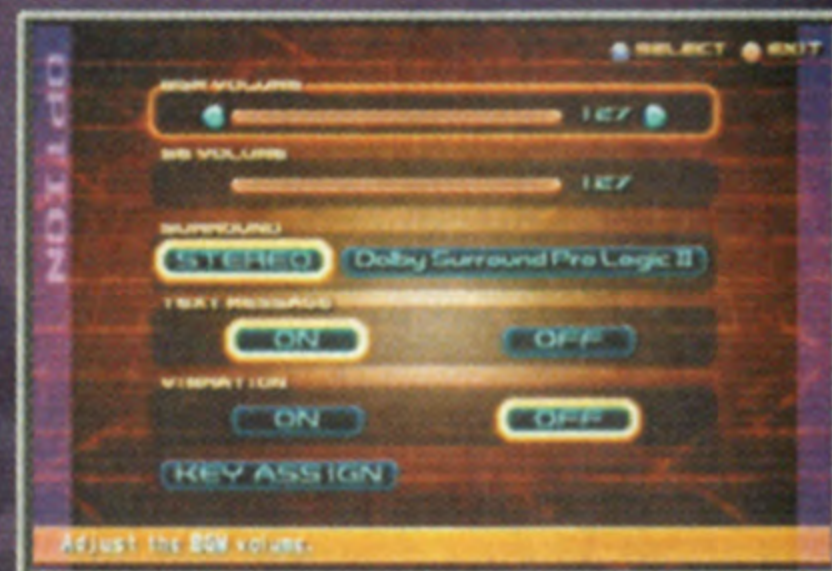 OPTION
SELECT EXIT
BGM VOLUME
127
SE VOLUME
127
SURROUND
STEREO Dolby Surround Pro Logic II
TEXT MESSAGE
ON OFF
VIBRATION
ON OFF
KEY ASSIGN
Adjust the BGM volume.